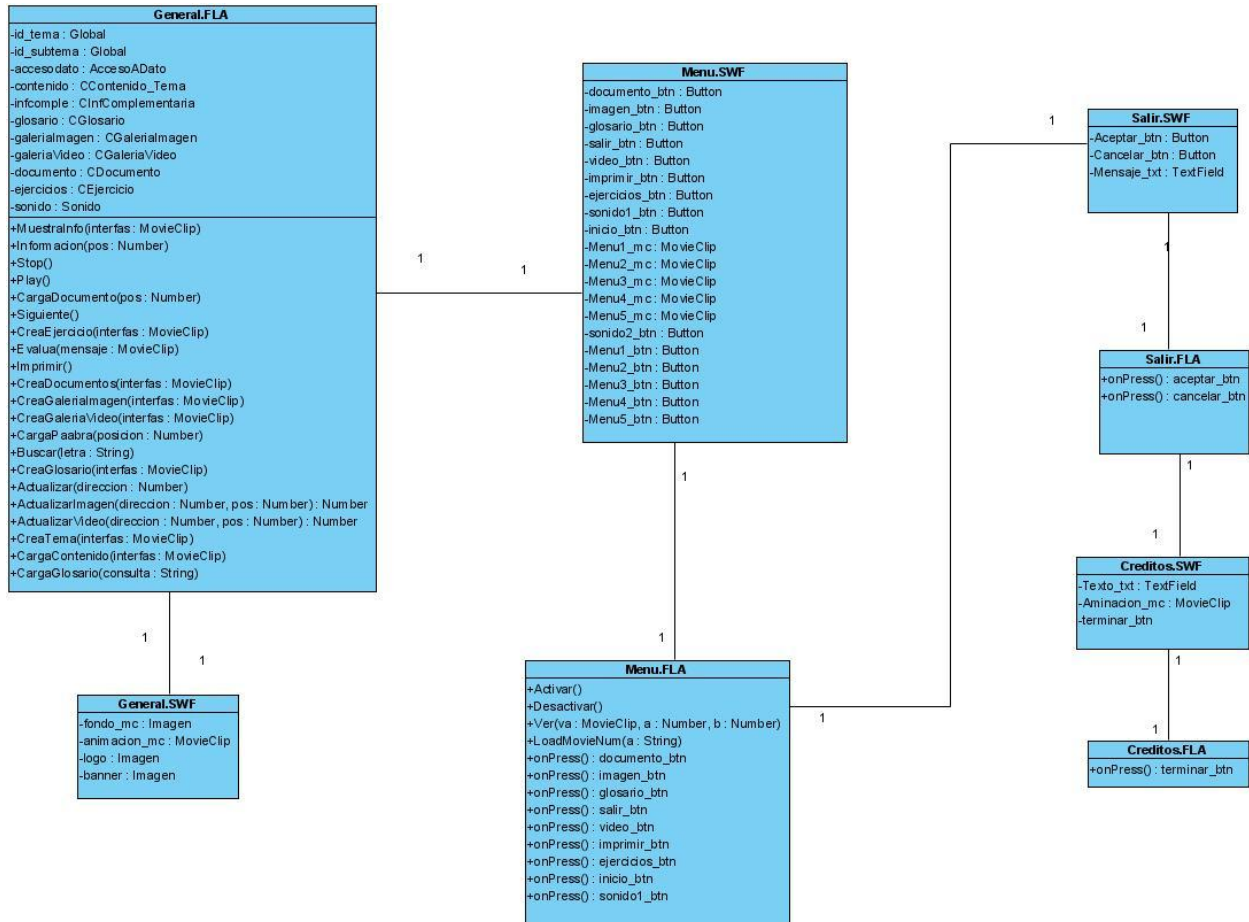 General.FLA
-id_tema : Global
-id_subtema : Global
-accesodato : AccesoADato
-contenido : CContenido_Tema
-infcomple : CInfComplementaria
-glosario : CGlosario
-galeriaImagen : CGaleriaImagen
-galeriaVideo : CGaleriaVideo
-documento : CDocumento
-ejercicios : CEjercicio
-sonido : Sonido
+MuestraInfo(interfas : MovieClip)
+Informacion(pos : Number)
+Stop()
+Play()
+CargaDocumento(pos : Number)
+Siguiente()
+CreaEjercicio(interfas : MovieClip)
+Evalua(mensaje : MovieClip)
+Imprimir()
+CreaDocumentos(interfas : MovieClip)
+CreaGaleriaImagen(interfas : MovieClip)
+CreaGaleriaVideo(interfas : MovieClip)
+CargaPaabra(posicion : Number)
+Buscar(letra : String)
+CreaGlosario(interfas : MovieClip)
+Actualizar(direccion : Number)
+ActualizarImagen(direccion : Number, pos : Number) : Number
+ActualizarVideo(direccion : Number, pos : Number) : Number
+CreaTema(interfas : MovieClip)
+CargaContenido(interfas : MovieClip)
+CargaGlosario(consulta : String)
1
1
General.SWF
-fondo_mc : Imagen
-animacion_mc : MovieClip
-logo : Imagen
-banner : Imagen
1
1
Menu.SWF
-documento_btn : Button
-imagen_btn : Button
-glosario_btn : Button
-salir_btn : Button
-video_btn : Button
-imprimir_btn : Button
-ejercicios_btn : Button
-sonido1_btn : Button
-inicio_btn : Button
-Menu1_mc : MovieClip
-Menu2_mc : MovieClip
-Menu3_mc : MovieClip
-Menu4_mc : MovieClip
-Menu5_mc : MovieClip
-sonido2_btn : Button
-Menu1_btn : Button
-Menu2_btn : Button
-Menu3_btn : Button
-Menu4_btn : Button
-Menu5_btn : Button
1
1
Menu.FLA
+Activar()
+Desactivar()
+Ver(va : MovieClip, a : Number, b : Number)
+LoadMovieNum(a : String)
+onPress() : documento_btn
+onPress() : imagen_btn
+onPress() : glosario_btn
+onPress() : salir_btn
+onPress() : video_btn
+onPress() : imprimir_btn
+onPress() : ejercicios_btn
+onPress() : inicio_btn
+onPress() : sonido1_btn
1
1
Salir.SWF
-Aceptar_btn : Button
-Cancelar_btn : Button
-Mensaje_txt : TextField
1
1
Salir.FLA
+onPress() : aceptar_btn
+onPress() : cancelar_btn
1
1
Creditos.SWF
-Texto_txt : TextField
-Aminacion_mc : MovieClip
-terminar_btn
1
1
Creditos.FLA
+onPress() : terminar_btn